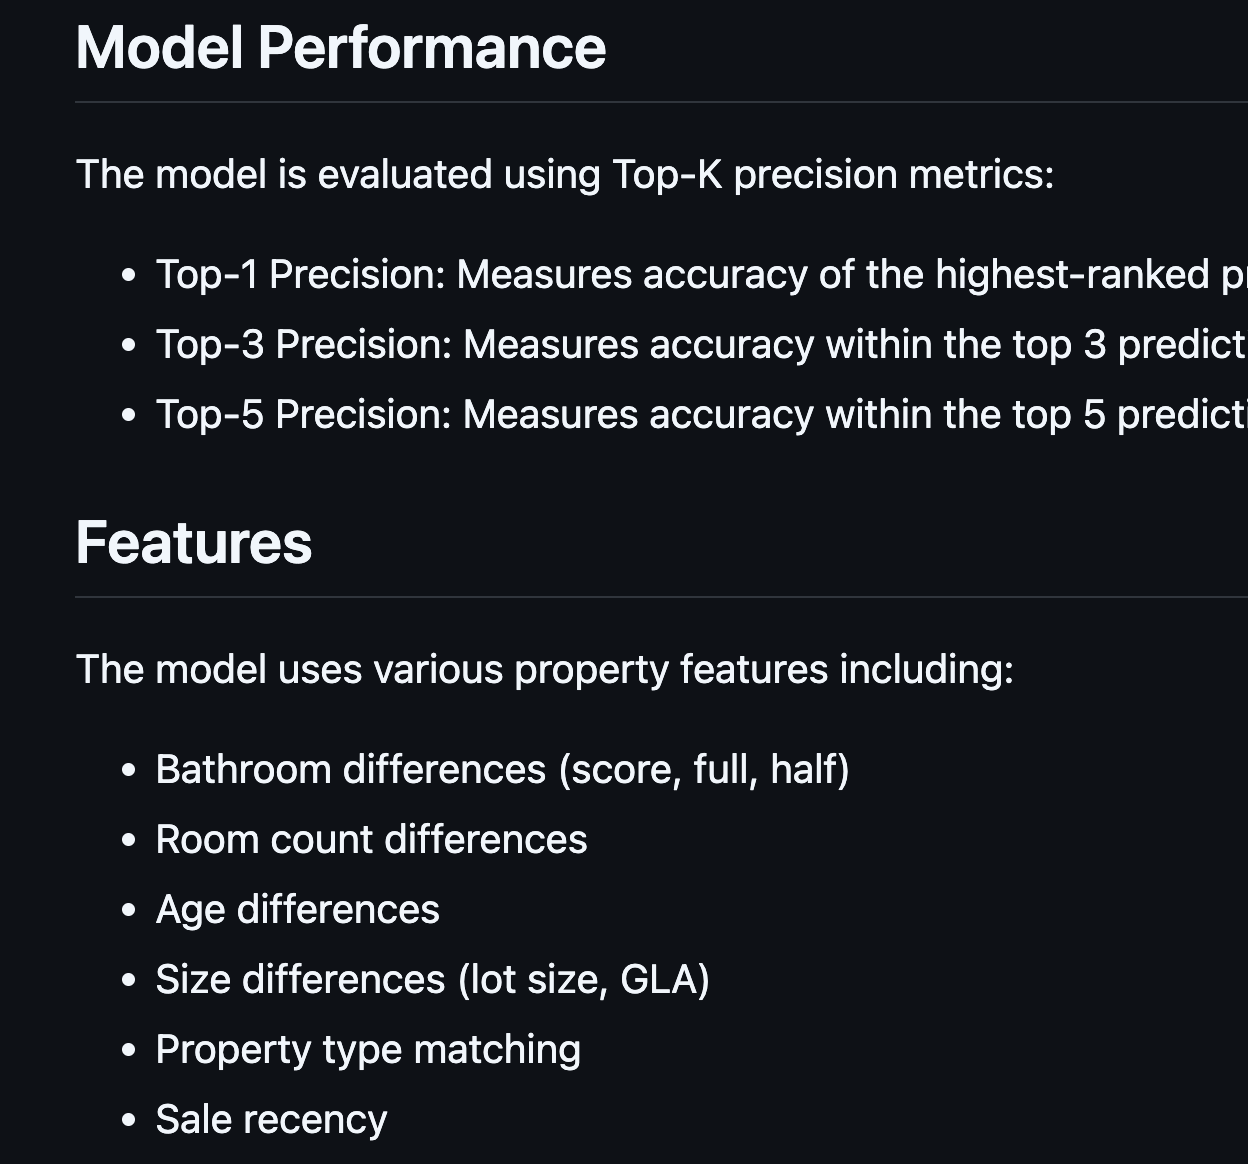 Model Performance
The model is evaluated using Top-K precision metrics:
Top-1 Precision: Measures accuracy of the highest-ranked
Top-3 Precision: Measures accuracy within the top 3 predict
Top-5 Precision: Measures accuracy within the top 5 predicti
Features
The model uses various property features including:
Bathroom differences (score, full, half)
Room count differences
Age differences
Size differences (lot size, GLA)
Property type matching
Sale recency